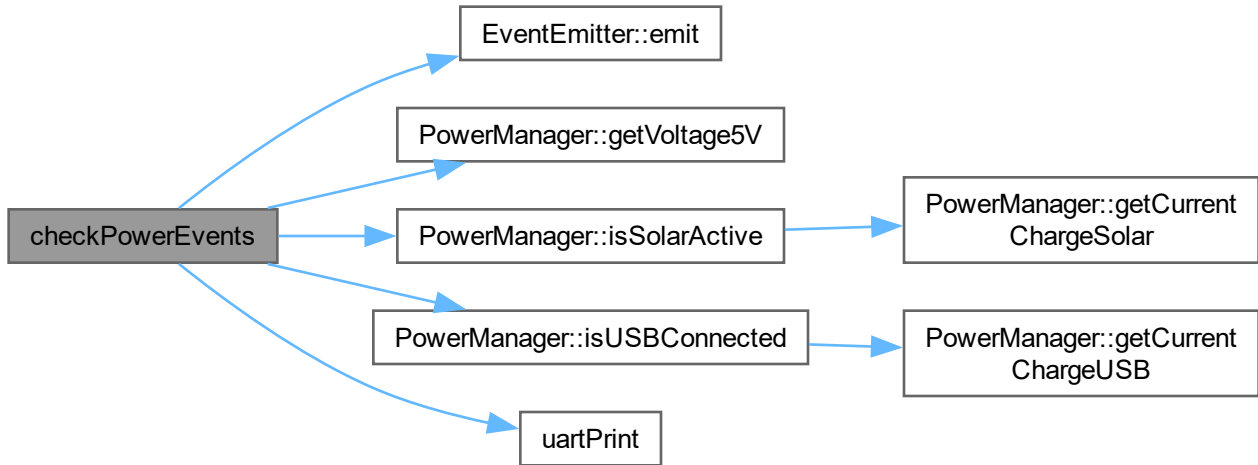 EventEmitter::emit
PowerManager::getVoltage5V
checkPowerEvents
PowerManager::isSolarActive
PowerManager::getCurrent
ChargeSolar
PowerManager::isUSBConnected
PowerManager::getCurrent
ChargeUSB
uartPrint